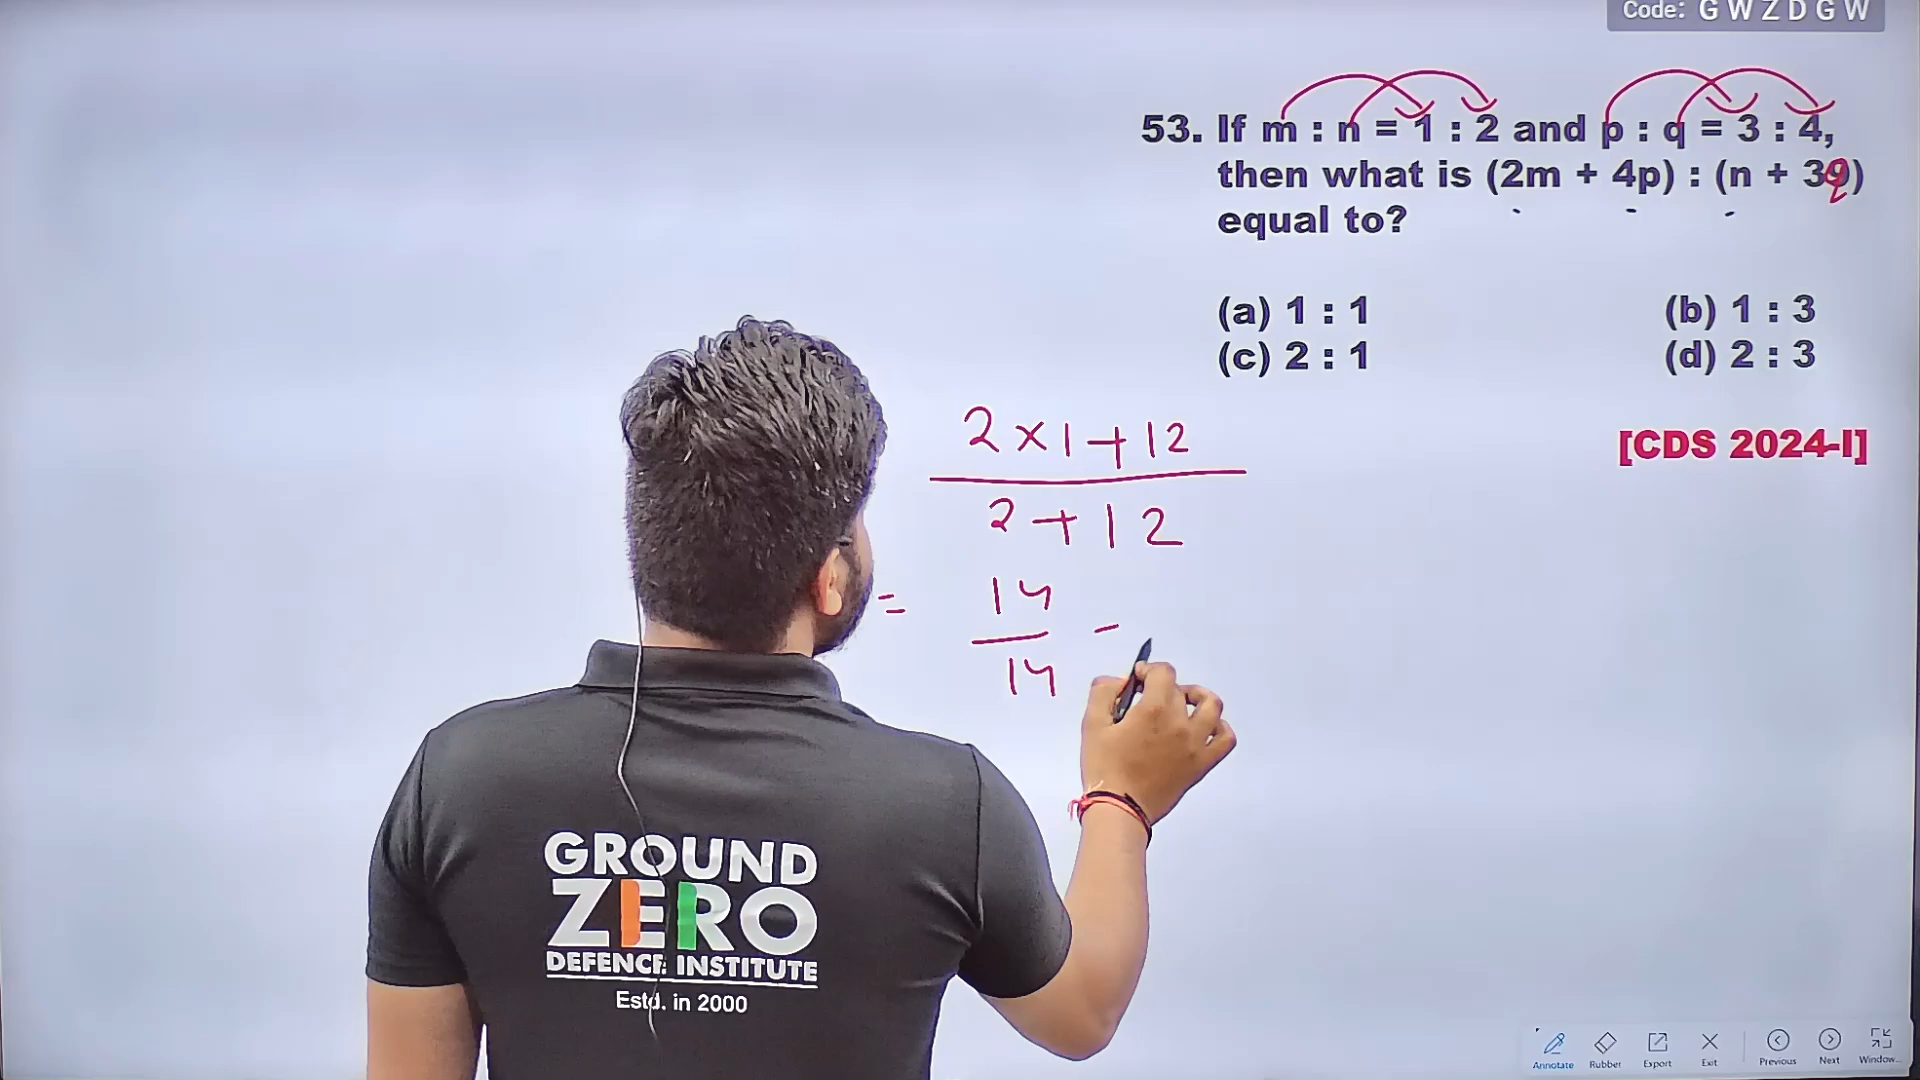 Code: G W Z D G W
53. If m : n = 1 : 2 and p : q = 3 : 4,
then what is (2m + 4p) : (n + 3q)
equal to?
(a) 1 : 1 (b) 1 : 3
(c) 2 : 1 (d) 2 : 3
[CDS 2024-I]
2 × 1 + 12
2 + 12
= 14
14
GROUND
ZERO
DEFENCE INSTITUTE
Estd. in 2000
Annotate Rubber Export Exit Previous Next Window...